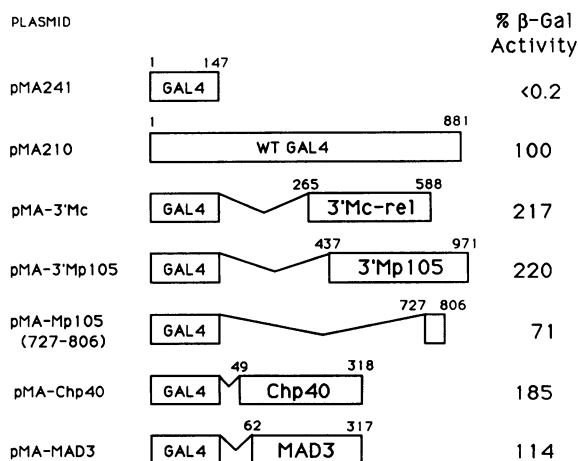 PLASMID
% β-Gal
Activity
1 147
pMA241 GAL4 <0.2
1 881
pMA210 WT GAL4 100
265 588
pMA-3'Mc GAL4 3'Mc-rel 217
437 971
pMA-3'Mp105 GAL4 3'Mp105 220
727 806
pMA-Mp105 GAL4 71
(727-806)
49 318
pMA-Chp40 GAL4 Chp40 185
62 317
pMA-MAD3 GAL4 MAD3 114